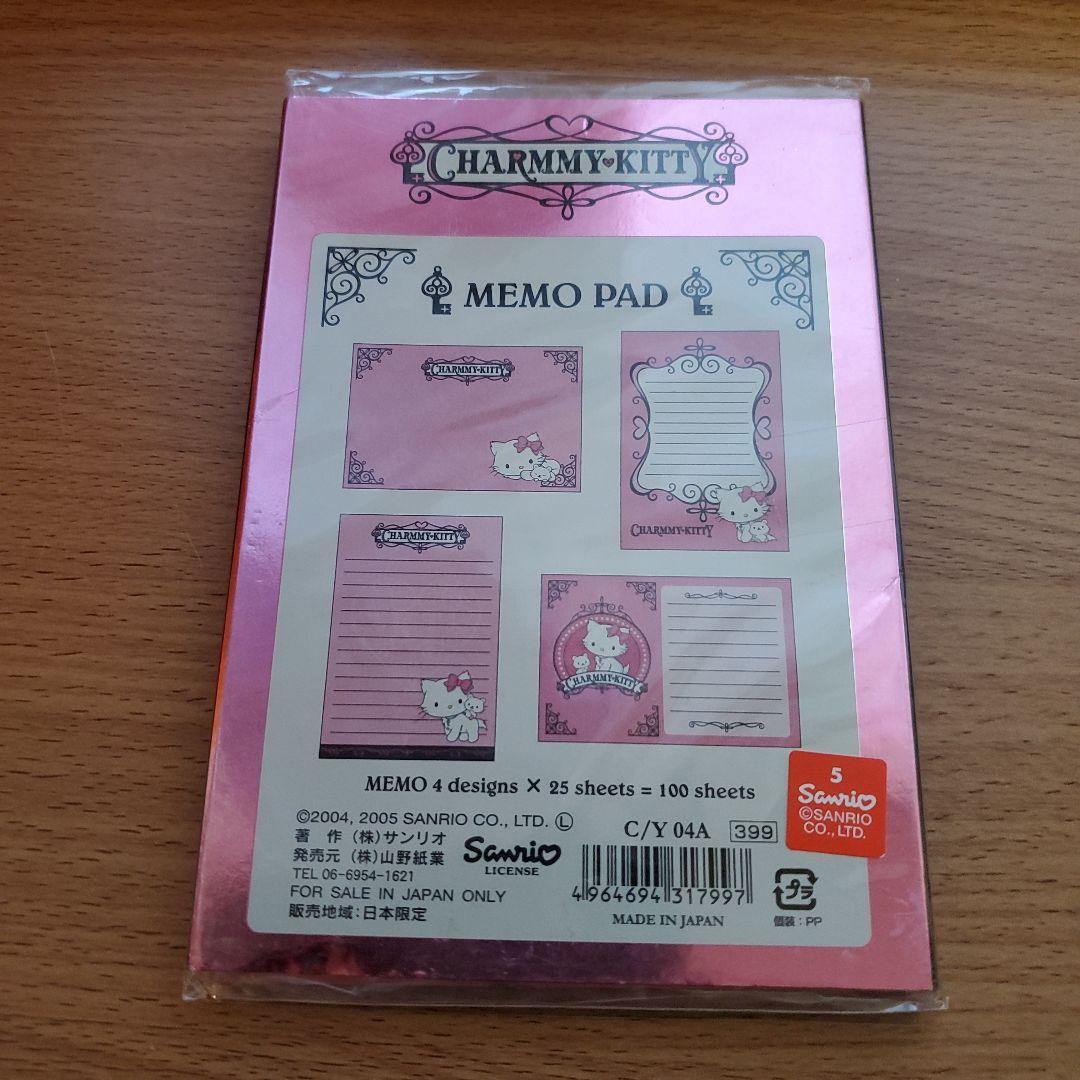 CHARMMY♥KITTY
MEMO PAD
CHARMMY♥KITTY
CHARMMY♥KITTY
CHARMMY♥KITTY
CHARMMY♥KITTY
MEMO 4 designs × 25 sheets = 100 sheets
5
Sanrio
©SANRIO
CO., LTD.
©2004, 2005 SANRIO CO., LTD. Ⓛ
著 作 (株)サンリオ
発売元 (株)山野紙業
TEL 06-6954-1621
FOR SALE IN JAPAN ONLY
販売地域:日本限定
Sanrio
LICENSE
C/Y 04A 399
4964694317997
MADE IN JAPAN
プラ
個装:PP